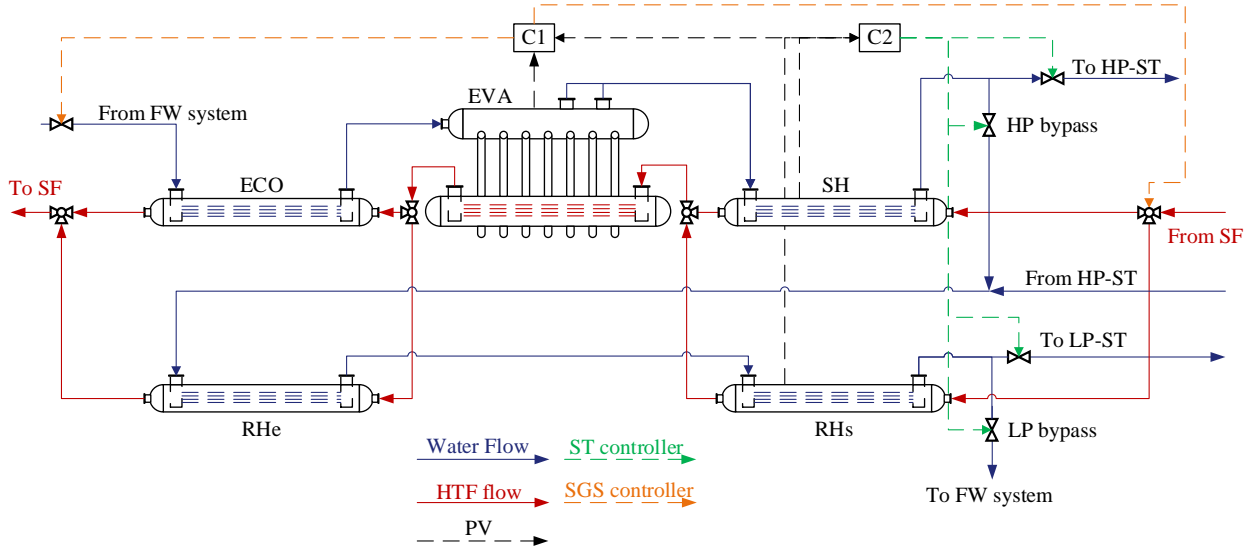 C1
C2
To HP-ST
From FW system
EVA
HP bypass
To SF
ECO
SH
From SF
From HP-ST
To LP-ST
RHe
RHs
LP bypass
Water Flow
ST controller
HTF flow
SGS controller
To FW system
PV